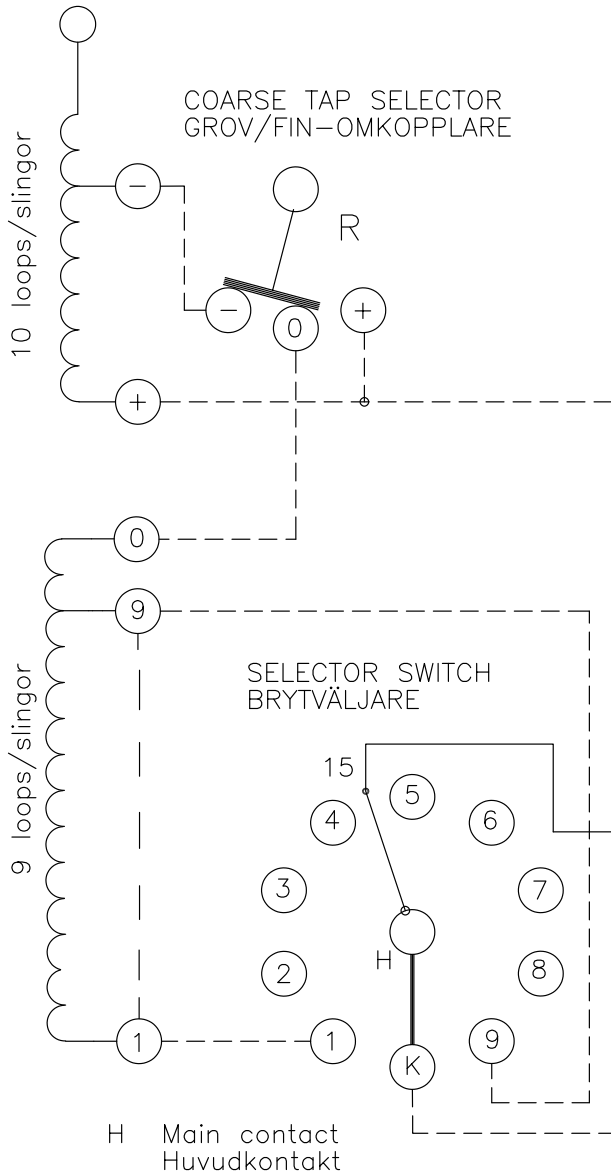 COARSE TAP SELECTOR
GROV/FIN-OMKOPPLARE
10 loops/slingor
-
R
-
+
0
+
0
9
SELECTOR SWITCH
BRYTVÄLJARE
9 loops/slingor
15
5
4
6
3
7
H
2
8
1
1
9
K
H Main contact
Huvudkontakt